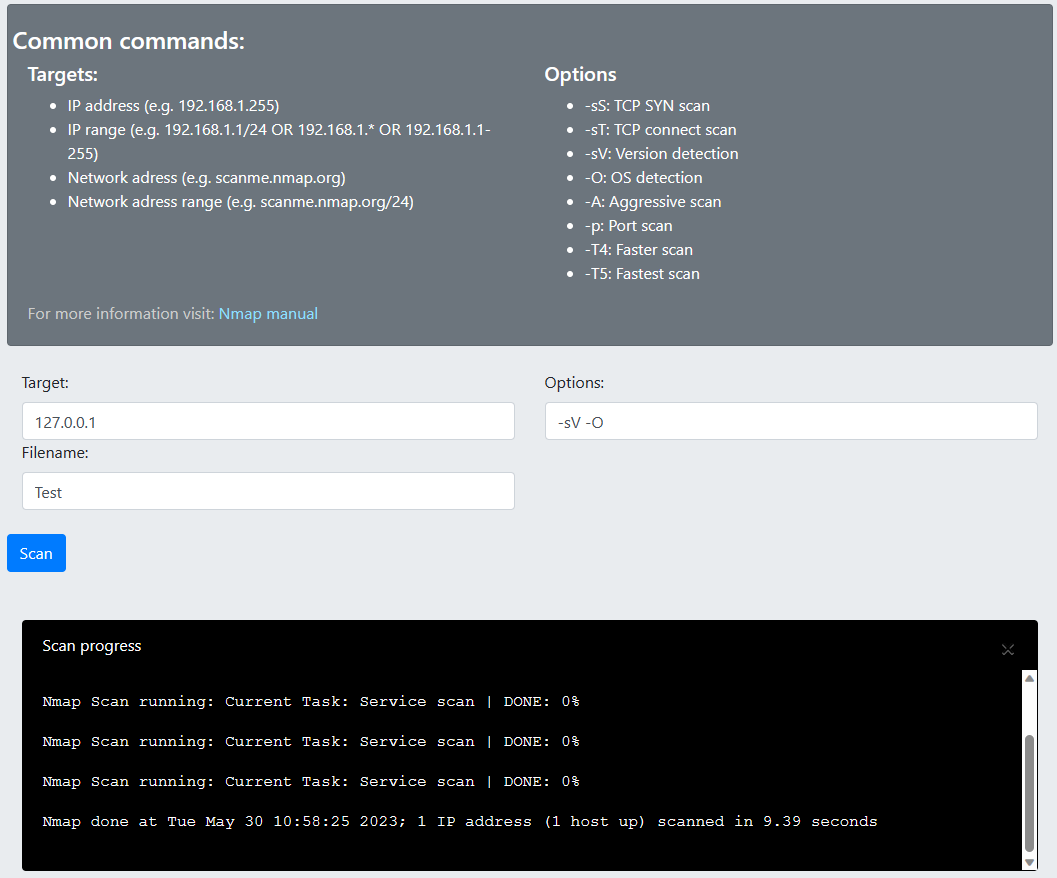 Common commands:
Targets:
IP address (e.g. 192.168.1.255)
IP range (e.g. 192.168.1.1/24 OR 192.168.1.* OR 192.168.1.1-
255)
Network adress (e.g. scanme.nmap.org)
Network adress range (e.g. scanme.nmap.org/24)
Options
-sS: TCP SYN scan
-sT: TCP connect scan
-sV: Version detection
-O: OS detection
-A: Aggressive scan
-p: Port scan
-T4: Faster scan
-T5: Fastest scan
For more information visit: Nmap manual
Target:
127.0.0.1
Options:
-sV -O
Filename:
Test
Scan
Scan progress
Nmap Scan running: Current Task: Service scan | DONE: 0%
Nmap Scan running: Current Task: Service scan | DONE: 0%
Nmap Scan running: Current Task: Service scan | DONE: 0%
Nmap done at Tue May 30 10:58:25 2023; 1 IP address (1 host up) scanned in 9.39 seconds